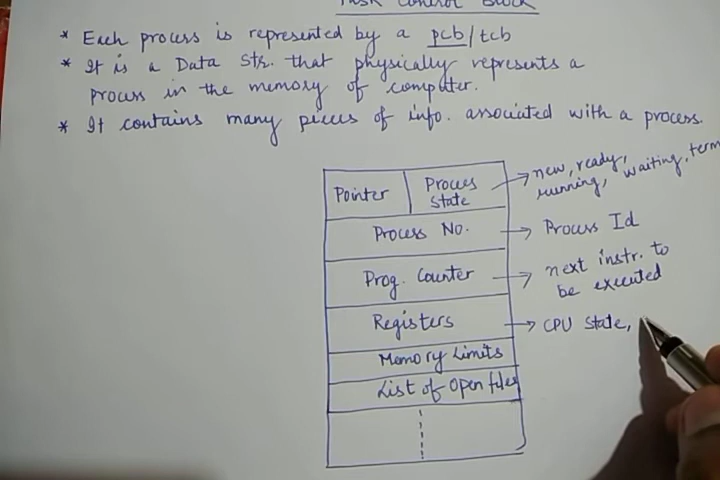 Task Control Block
* Each process is represented by a pcb/tcb
* It is a Data Str. that physically represents a
process in the memory of computer.
* It contains many pieces of info. associated with a process.
Pointer
Process
State
new, ready,
running, waiting, term
Process No.
Process Id
Prog. Counter
next instr. to
be executed
Registers
CPU State,
Memory Limits
List of Open files